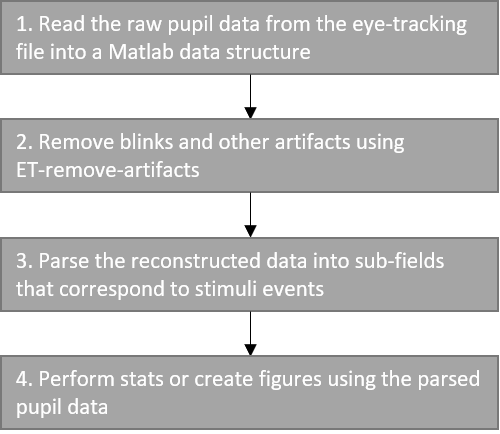 1. Read the raw pupil data from the eye-tracking
file into a Matlab data structure
2. Remove blinks and other artifacts using
ET-remove-artifacts
3. Parse the reconstructed data into sub-fields
that correspond to stimuli events
4. Perform stats or create figures using the parsed
pupil data